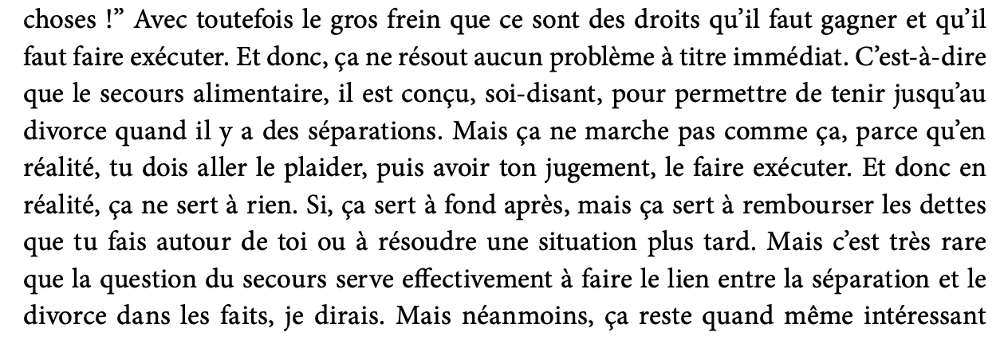 choses !” Avec toutefois le gros frein que ce sont des droits qu’il faut gagner et qu’il
faut faire exécuter. Et donc, ça ne résout aucun problème à titre immédiat. C’est-à-dire
que le secours alimentaire, il est conçu, soi-disant, pour permettre de tenir jusqu’au
divorce quand il y a des séparations. Mais ça ne marche pas comme ça, parce qu’en
réalité, tu dois aller le plaider, puis avoir ton jugement, le faire exécuter. Et donc en
réalité, ça ne sert à rien. Si, ça sert à fond après, mais ça sert à rembourser les dettes
que tu fais autour de toi ou à résoudre une situation plus tard. Mais c’est très rare
que la question du secours serve effectivement à faire le lien entre la séparation et le
divorce dans les faits, je dirais. Mais néanmoins, ça reste quand même intéressant